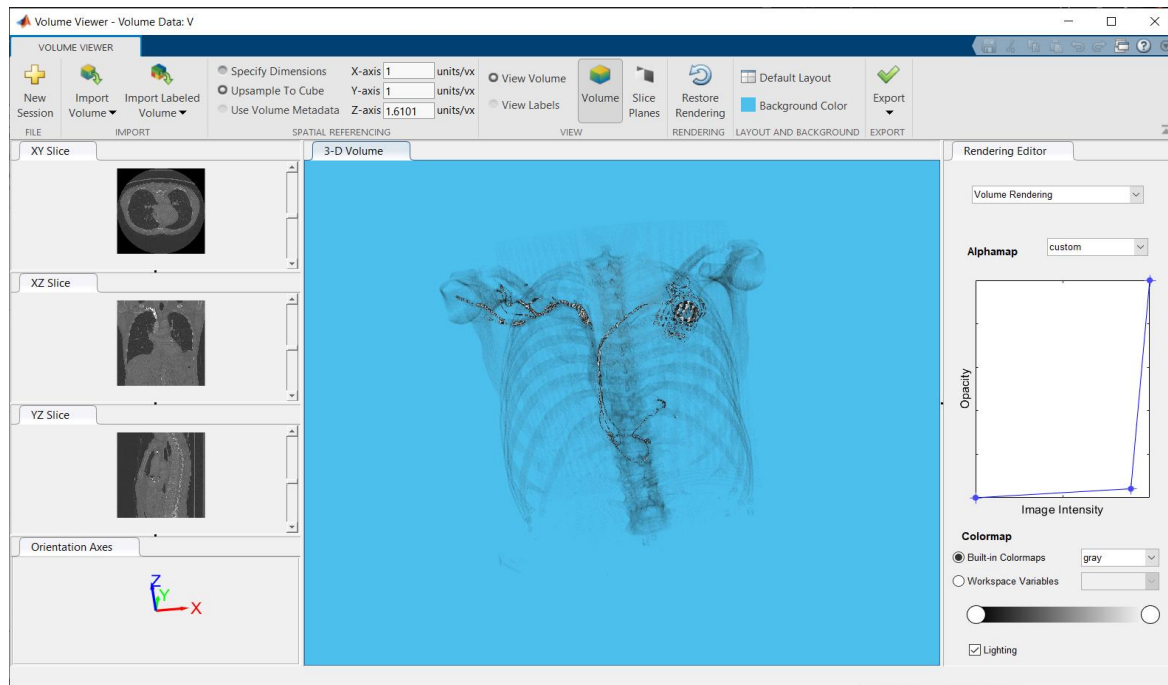 Volume Viewer - Volume Data: V
VOLUME VIEWER
New Session
Import Volume
Import Labeled Volume
Specify Dimensions
Upsample To Cube
Use Volume Metadata
X-axis 1 units/vx
Y-axis 1 units/vx
Z-axis 1.6101 units/vx
View Volume
View Labels
Volume
Slice Planes
Restore Rendering
Default Layout
Background Color
Export
FILE
IMPORT
SPATIAL REFERENCING
VIEW
RENDERING
LAYOUT AND BACKGROUND
EXPORT
XY Slice
3-D Volume
Rendering Editor
Volume Rendering
Alphamap custom
XZ Slice
YZ Slice
Opacity
Image Intensity
Colormap
Built-in Colormaps gray
Workspace Variables
Orientation Axes
Z
Y
X
Lighting